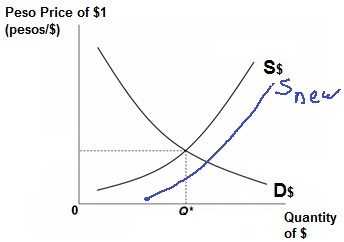 Peso Price of $1
(pesos/$)
S$
Snew
D$
0
Q*
Quantity
of $